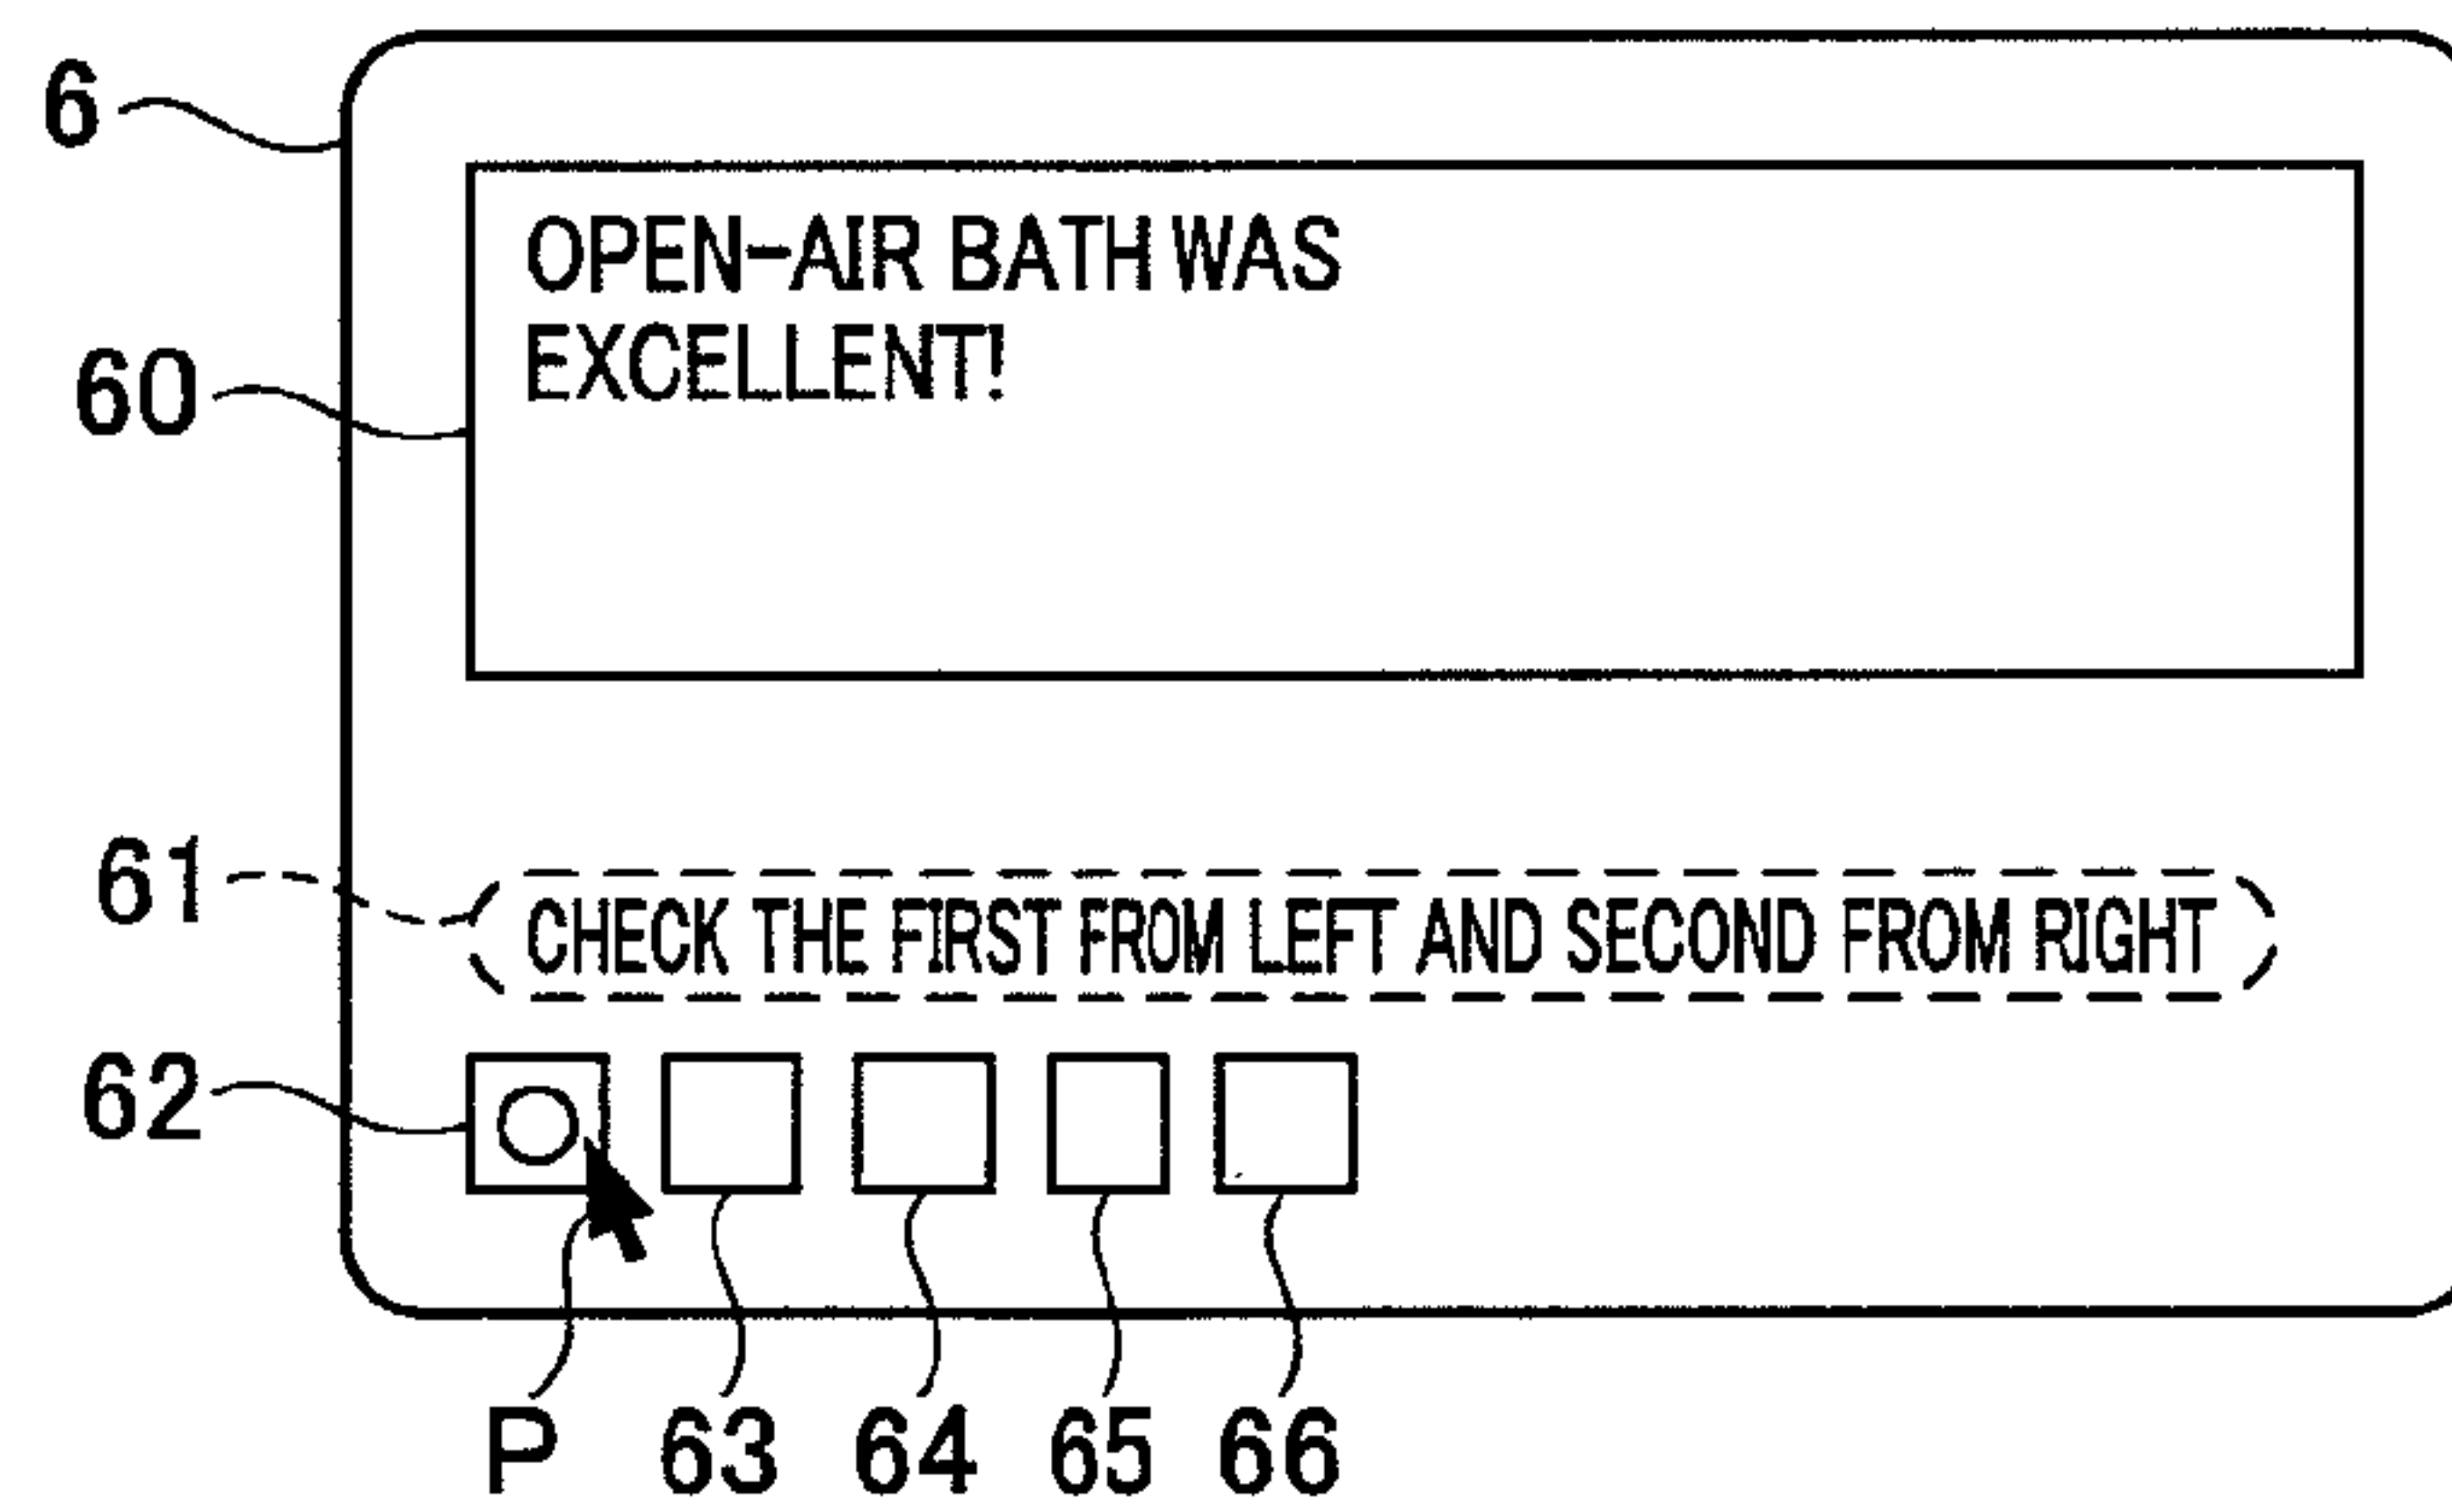 6
OPEN-AIR BATH WAS
EXCELLENT!
60
61
CHECK THE FIRST FROM LEFT AND SECOND FROM RIGHT
62
P 63 64 65 66